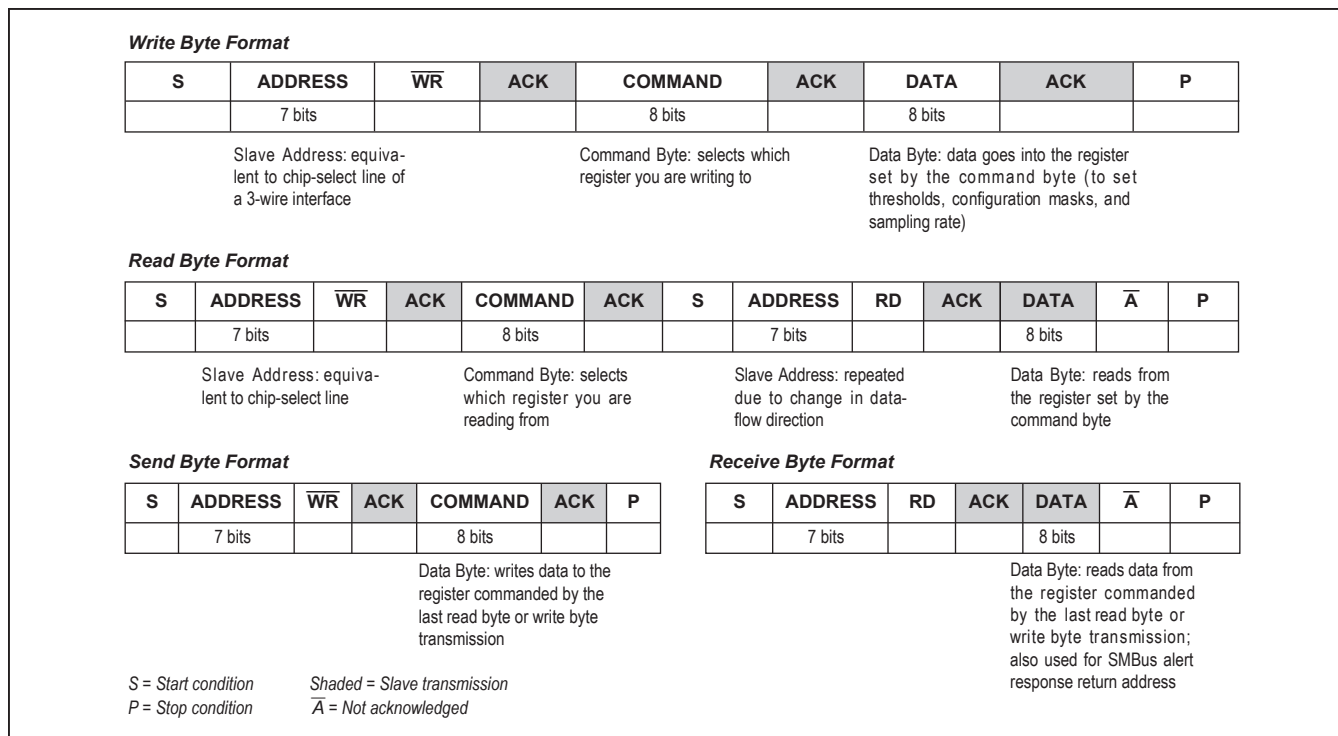 Write Byte Format
S ADDRESS W̅R̅ ACK COMMAND ACK DATA ACK P
7 bits 8 bits 8 bits
Slave Address: equiva-
lent to chip-select line of
a 3-wire interface
Command Byte: selects which
register you are writing to
Data Byte: data goes into the register
set by the command byte (to set
thresholds, configuration masks, and
sampling rate)
Read Byte Format
S ADDRESS W̅R̅ ACK COMMAND ACK S ADDRESS RD ACK DATA A̅ P
7 bits 8 bits 7 bits 8 bits
Slave Address: equiva-
lent to chip-select line
Command Byte: selects
which register you are
reading from
Slave Address: repeated
due to change in data-
flow direction
Data Byte: reads from
the register set by the
command byte
Send Byte Format
S ADDRESS W̅R̅ ACK COMMAND ACK P
7 bits 8 bits
Data Byte: writes data to the
register commanded by the
last read byte or write byte
transmission
Receive Byte Format
S ADDRESS RD ACK DATA A̅ P
7 bits 8 bits
Data Byte: reads data from
the register commanded
by the last read byte or
write byte transmission;
also used for SMBus alert
response return address
S = Start condition Shaded = Slave transmission
P = Stop condition A̅ = Not acknowledged